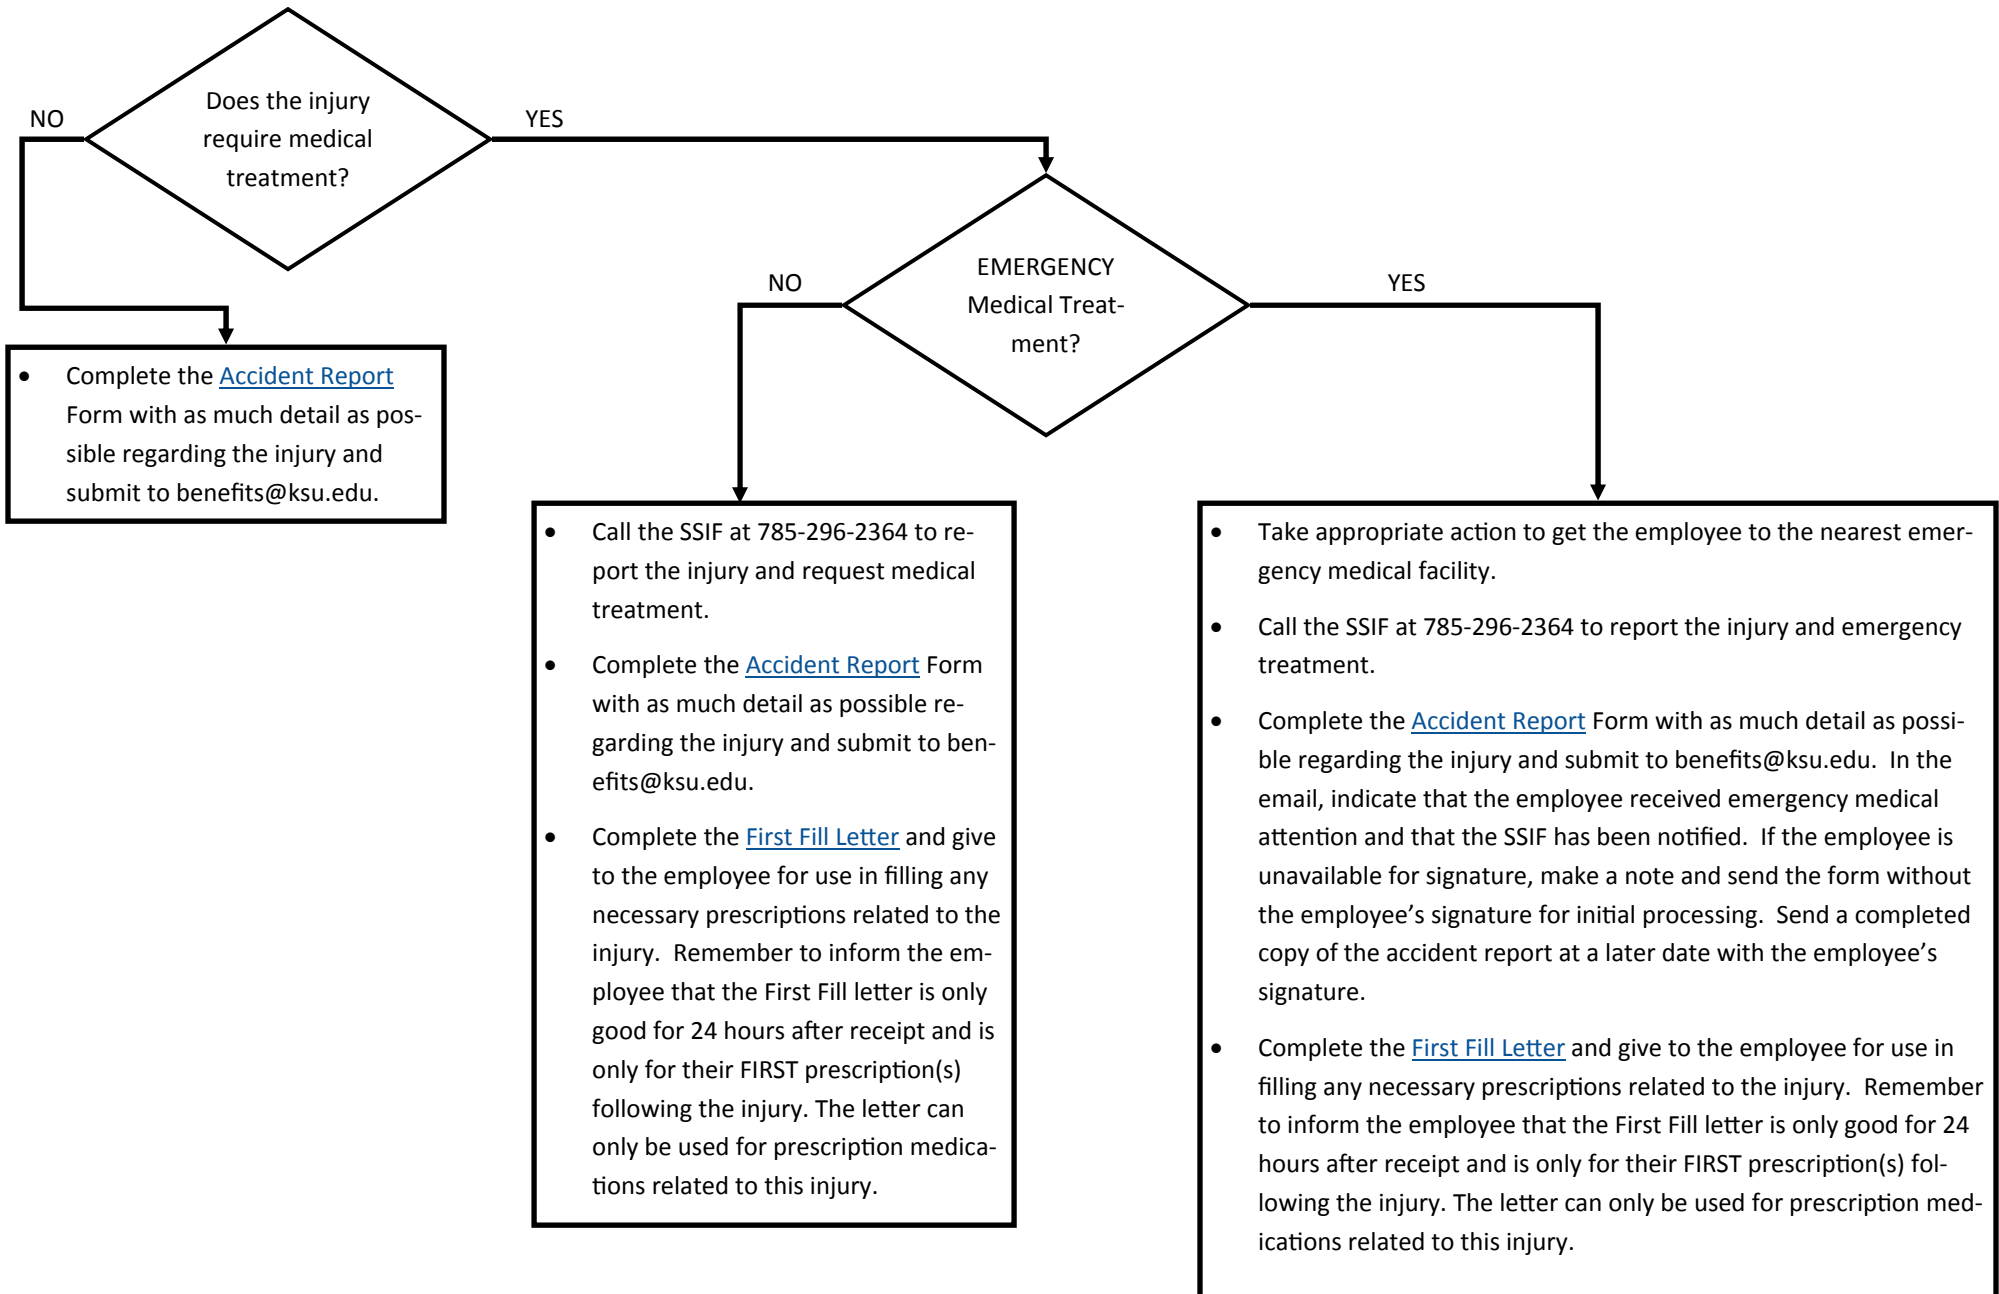 Does the injury
require medical
treatment?
NO
YES
EMERGENCY
Medical Treat-
ment?
NO
YES
• Complete the Accident Report
Form with as much detail as pos-
sible regarding the injury and
submit to benefits@ksu.edu.
• Call the SSIF at 785-296-2364 to re-
port the injury and request medical
treatment.
• Complete the Accident Report Form
with as much detail as possible re-
garding the injury and submit to ben-
efits@ksu.edu.
• Complete the First Fill Letter and give
to the employee for use in filling any
necessary prescriptions related to the
injury.  Remember to inform the em-
ployee that the First Fill letter is only
good for 24 hours after receipt and is
only for their FIRST prescription(s)
following the injury. The letter can
only be used for prescription medica-
tions related to this injury.
• Take appropriate action to get the employee to the nearest emer-
gency medical facility.
• Call the SSIF at 785-296-2364 to report the injury and emergency
treatment.
• Complete the Accident Report Form with as much detail as possi-
ble regarding the injury and submit to benefits@ksu.edu.  In the
email, indicate that the employee received emergency medical
attention and that the SSIF has been notified.  If the employee is
unavailable for signature, make a note and send the form without
the employee’s signature for initial processing.  Send a completed
copy of the accident report at a later date with the employee’s
signature.
• Complete the First Fill Letter and give to the employee for use in
filling any necessary prescriptions related to the injury.  Remember
to inform the employee that the First Fill letter is only good for 24
hours after receipt and is only for their FIRST prescription(s) fol-
lowing the injury. The letter can only be used for prescription med-
ications related to this injury.